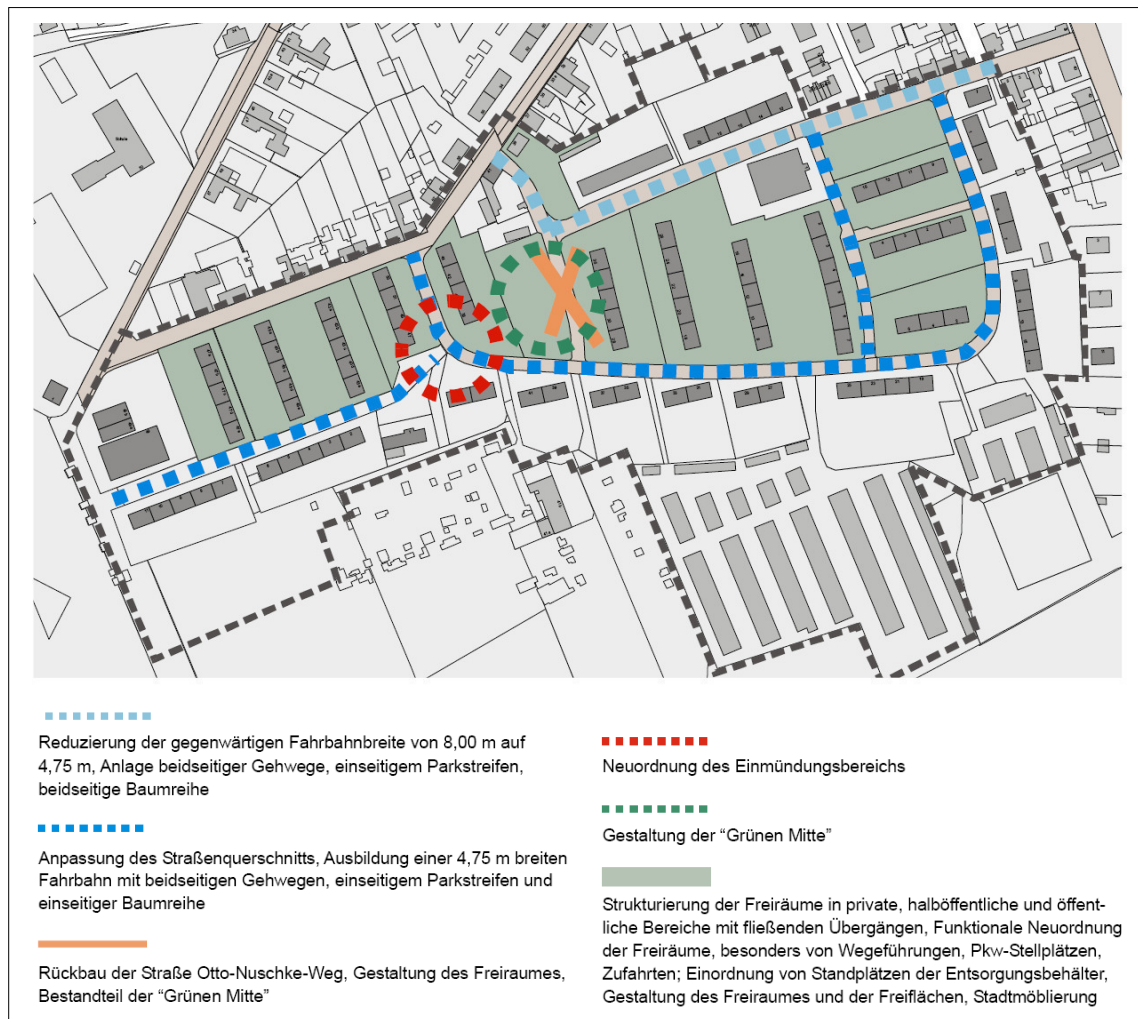 Reduzierung der gegenwärtigen Fahrbahnbreite von 8,00 m auf
4,75 m, Anlage beidseitiger Gehwege, einseitigem Parkstreifen,
beidseitige Baumreihe
Anpassung des Straßenquerschnitts, Ausbildung einer 4,75 m breiten
Fahrbahn mit beidseitigen Gehwegen, einseitigem Parkstreifen und
einseitiger Baumreihe
Rückbau der Straße Otto-Nuschke-Weg, Gestaltung des Freiraumes,
Bestandteil der “Grünen Mitte”
Neuordnung des Einmündungsbereichs
Gestaltung der “Grünen Mitte”
Strukturierung der Freiräume in private, halböffentliche und öffent-
liche Bereiche mit fließenden Übergängen, Funktionale Neuordnung
der Freiräume, besonders von Wegeführungen, Pkw-Stellplätzen,
Zufahrten; Einordnung von Standplätzen der Entsorgungsbehälter,
Gestaltung des Freiraumes und der Freiflächen, Stadtmöblierung